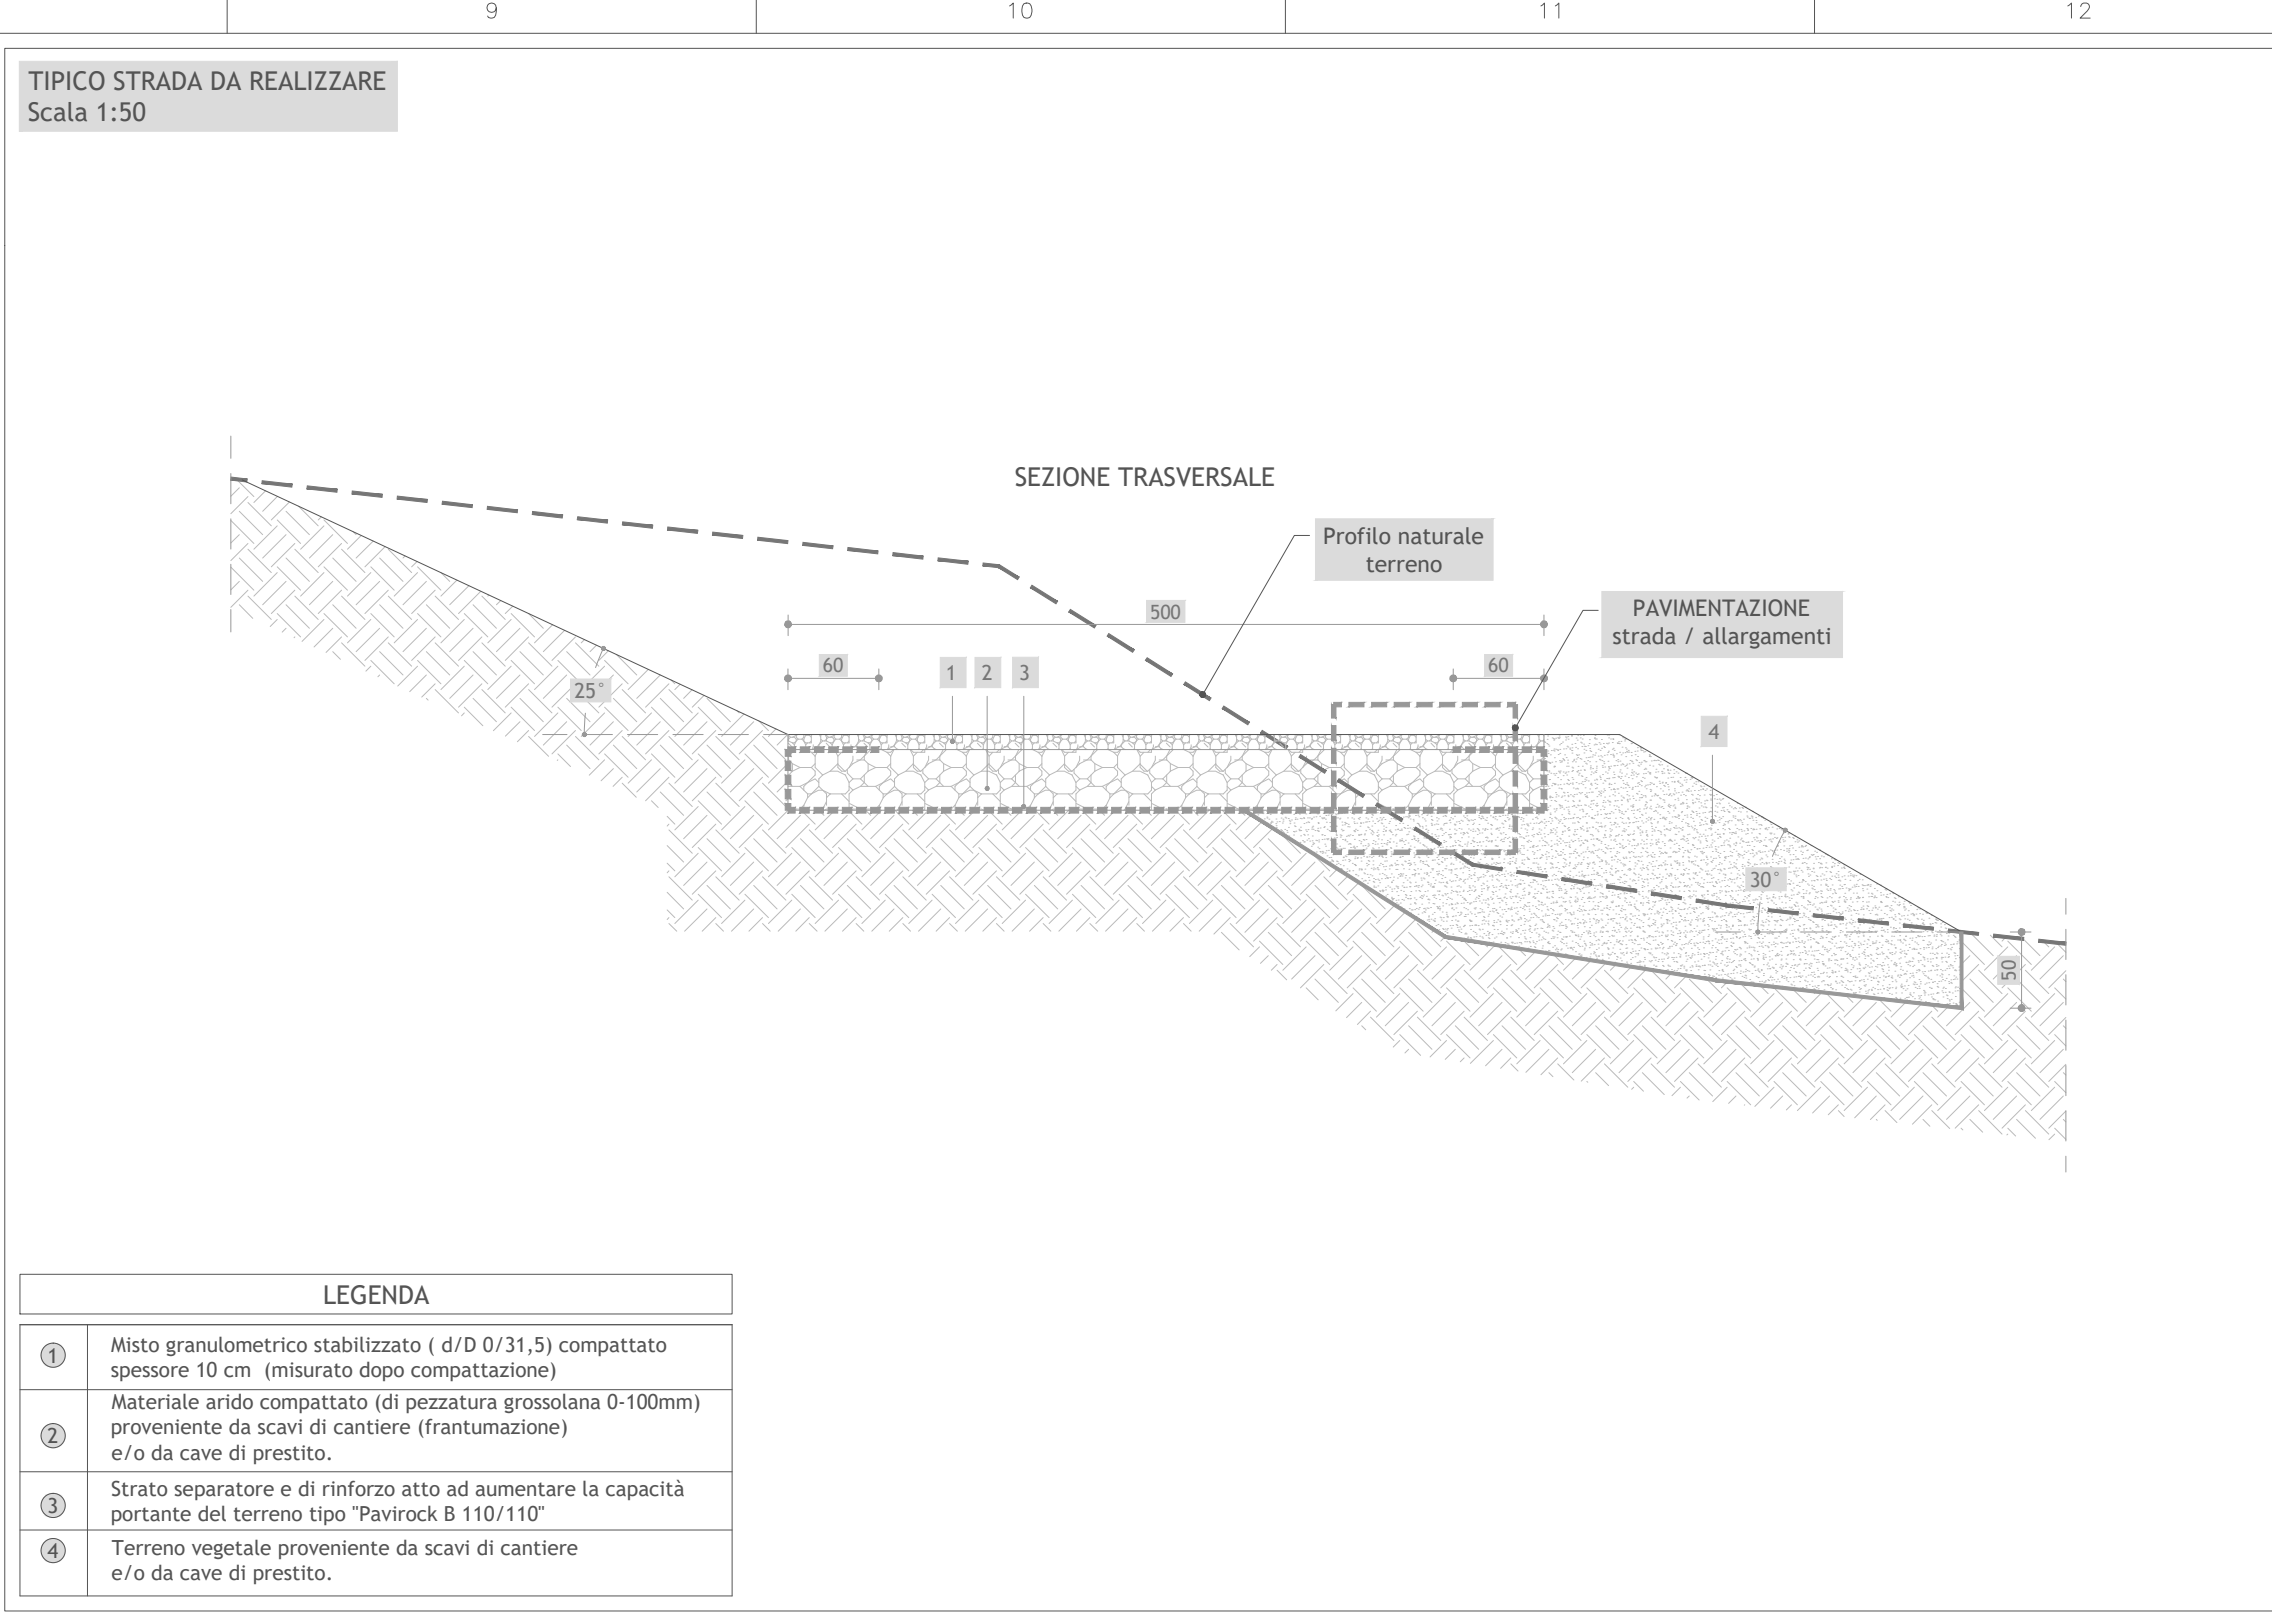 9
10
11
12
TIPICO STRADA DA REALIZZARE
Scala 1:50
SEZIONE TRASVERSALE
Profilo naturale
terreno
PAVIMENTAZIONE
strada / allargamenti
500
60
1
2
3
60
25°
4
30°
50
LEGENDA
1
Misto granulometrico stabilizzato ( d/D 0/31,5) compattato
spessore 10 cm (misurato dopo compattazione)
2
Materiale arido compattato (di pezzatura grossolana 0-100mm)
proveniente da scavi di cantiere (frantumazione)
e/o da cave di prestito.
3
Strato separatore e di rinforzo atto ad aumentare la capacità
portante del terreno tipo "Pavirock B 110/110"
4
Terreno vegetale proveniente da scavi di cantiere
e/o da cave di prestito.